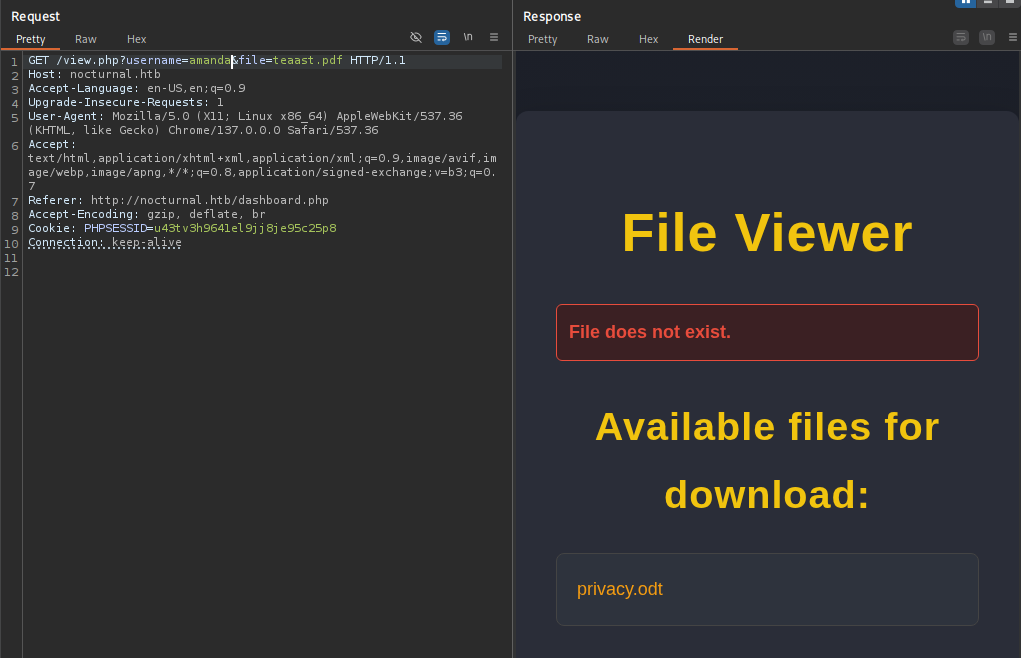 Request
Pretty Raw Hex
\n
1 GET /view.php?username=amanda&file=teaast.pdf HTTP/1.1
2 Host: nocturnal.htb
3 Accept-Language: en-US,en;q=0.9
4 Upgrade-Insecure-Requests: 1
5 User-Agent: Mozilla/5.0 (X11; Linux x86_64) AppleWebKit/537.36
(KHTML, like Gecko) Chrome/137.0.0.0 Safari/537.36
6 Accept:
text/html,application/xhtml+xml,application/xml;q=0.9,image/avif,im
age/webp,image/apng,*/*;q=0.8,application/signed-exchange;v=b3;q=0.
7
7 Referer: http://nocturnal.htb/dashboard.php
8 Accept-Encoding: gzip, deflate, br
9 Cookie: PHPSESSID=u43tv3h9641el9jj8je95c25p8
10 Connection: keep-alive
11
12
Response
Pretty Raw Hex Render
\n
File Viewer
File does not exist.
Available files for
download:
privacy.odt